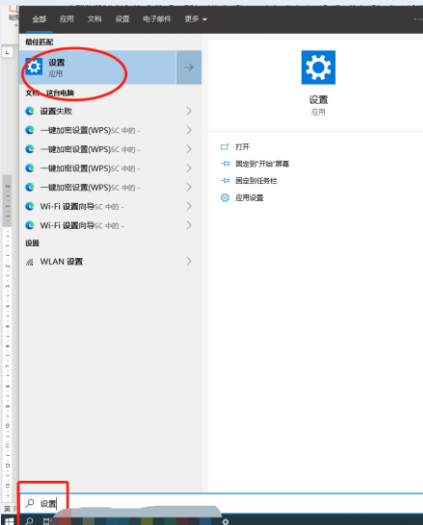 全部 应用 文档 设置 电子邮件 更多
最佳匹配
设置
应用
文档 - 这台电脑
设置失败
一键加密设置(WPS)SC 中的 -
一键加密设置(WPS)SC 中的 -
一键加密设置(WPS)SC 中的 -
一键加密设置(WPS)SC 中的 -
Wi-Fi 设置向导SC 中的 -
Wi-Fi 设置向导SC 中的 -
设置
WLAN 设置
设置
应用
打开
固定到"开始"屏幕
固定到任务栏
应用设置
设置